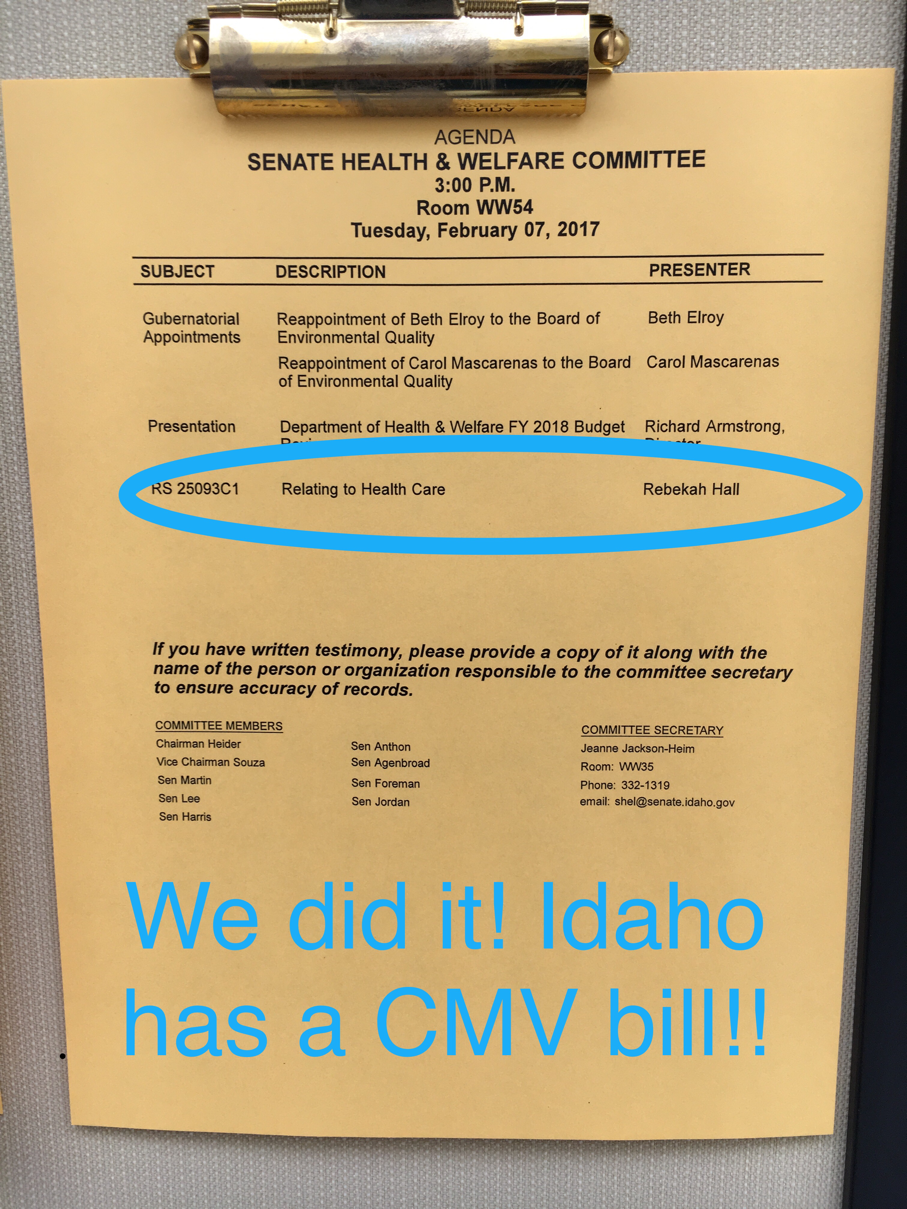 AGENDA
SENATE HEALTH & WELFARE COMMITTEE
3:00 P.M.
Room WW54
Tuesday, February 07, 2017
SUBJECT DESCRIPTION PRESENTER
Gubernatorial Reappointment of Beth Elroy to the Board of Beth Elroy
Appointments Environmental Quality
Reappointment of Carol Mascarenas to the Board Carol Mascarenas
of Environmental Quality
Presentation Department of Health & Welfare FY 2018 Budget Richard Armstrong,
RS 25093C1 Relating to Health Care Rebekah Hall
If you have written testimony, please provide a copy of it along with the
name of the person or organization responsible to the committee secretary
to ensure accuracy of records.
COMMITTEE MEMBERS COMMITTEE SECRETARY
Chairman Heider Sen Anthon Jeanne Jackson-Heim
Vice Chairman Souza Sen Agenbroad Room: WW35
Sen Martin Sen Foreman Phone: 332-1319
Sen Lee Sen Jordan email: shel@senate.idaho.gov
Sen Harris
We did it! Idaho
has a CMV bill!!